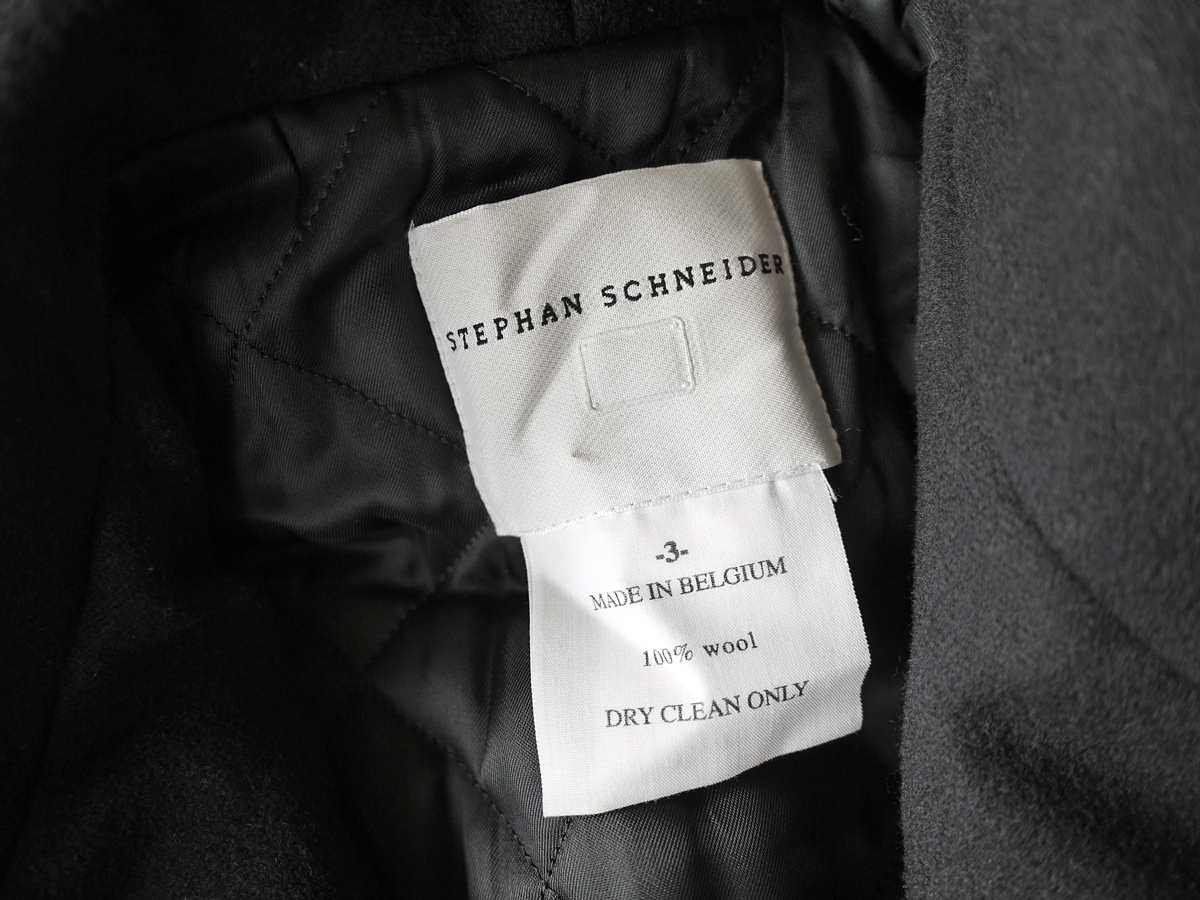 STEPHAN SCHNEIDER
-3-
MADE IN BELGIUM
100% wool
DRY CLEAN ONLY